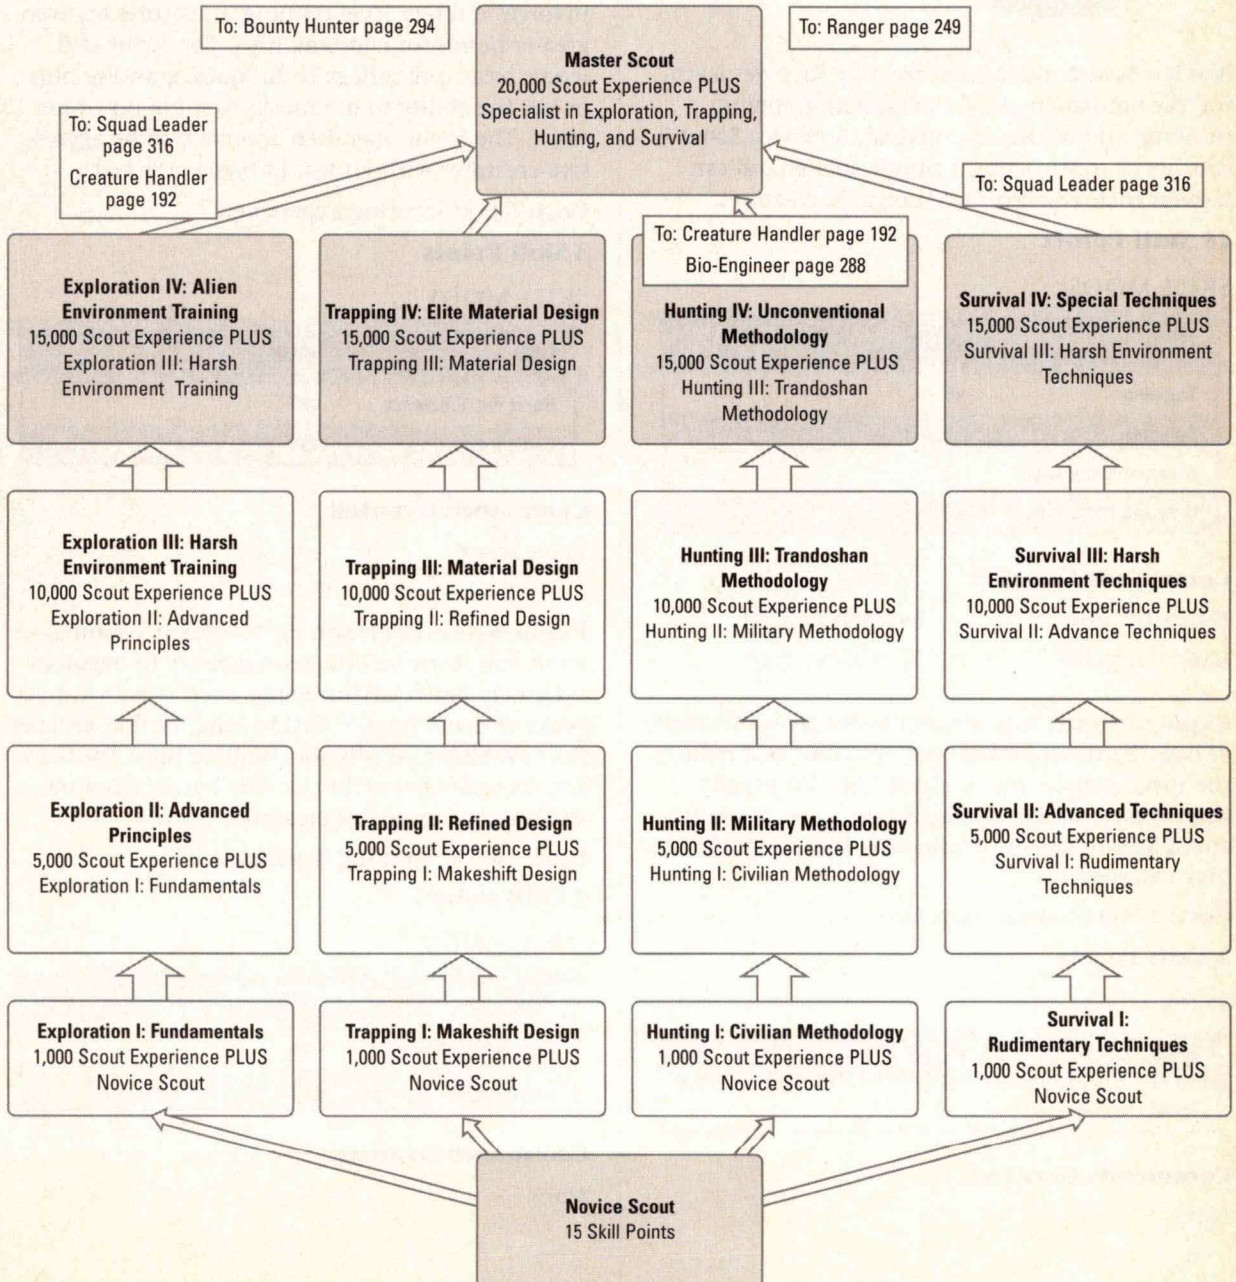 To: Bounty Hunter page 294
To: Ranger page 249
Master Scout
20,000 Scout Experience PLUS
Specialist in Exploration, Trapping,
Hunting, and Survival
To: Squad Leader
page 316
Creature Handler
page 192
To: Squad Leader page 316
To: Creature Handler page 192
Bio-Engineer page 288
Exploration IV: Alien
Environment Training
15,000 Scout Experience PLUS
Exploration III: Harsh
Environment Training
Trapping IV: Elite Material Design
15,000 Scout Experience PLUS
Trapping III: Material Design
Hunting IV: Unconventional
Methodology
15,000 Scout Experience PLUS
Hunting III: Trandoshan
Methodology
Survival IV: Special Techniques
15,000 Scout Experience PLUS
Survival III: Harsh Environment
Techniques
Exploration III: Harsh
Environment Training
10,000 Scout Experience PLUS
Exploration II: Advanced
Principles
Trapping III: Material Design
10,000 Scout Experience PLUS
Trapping II: Refined Design
Hunting III: Trandoshan
Methodology
10,000 Scout Experience PLUS
Hunting II: Military Methodology
Survival III: Harsh
Environment Techniques
10,000 Scout Experience PLUS
Survival II: Advance Techniques
Exploration II: Advanced
Principles
5,000 Scout Experience PLUS
Exploration I: Fundamentals
Trapping II: Refined Design
5,000 Scout Experience PLUS
Trapping I: Makeshift Design
Hunting II: Military Methodology
5,000 Scout Experience PLUS
Hunting I: Civilian Methodology
Survival II: Advanced Techniques
5,000 Scout Experience PLUS
Survival I: Rudimentary
Techniques
Exploration I: Fundamentals
1,000 Scout Experience PLUS
Novice Scout
Trapping I: Makeshift Design
1,000 Scout Experience PLUS
Novice Scout
Hunting I: Civilian Methodology
1,000 Scout Experience PLUS
Novice Scout
Survival I:
Rudimentary Techniques
1,000 Scout Experience PLUS
Novice Scout
Novice Scout
15 Skill Points